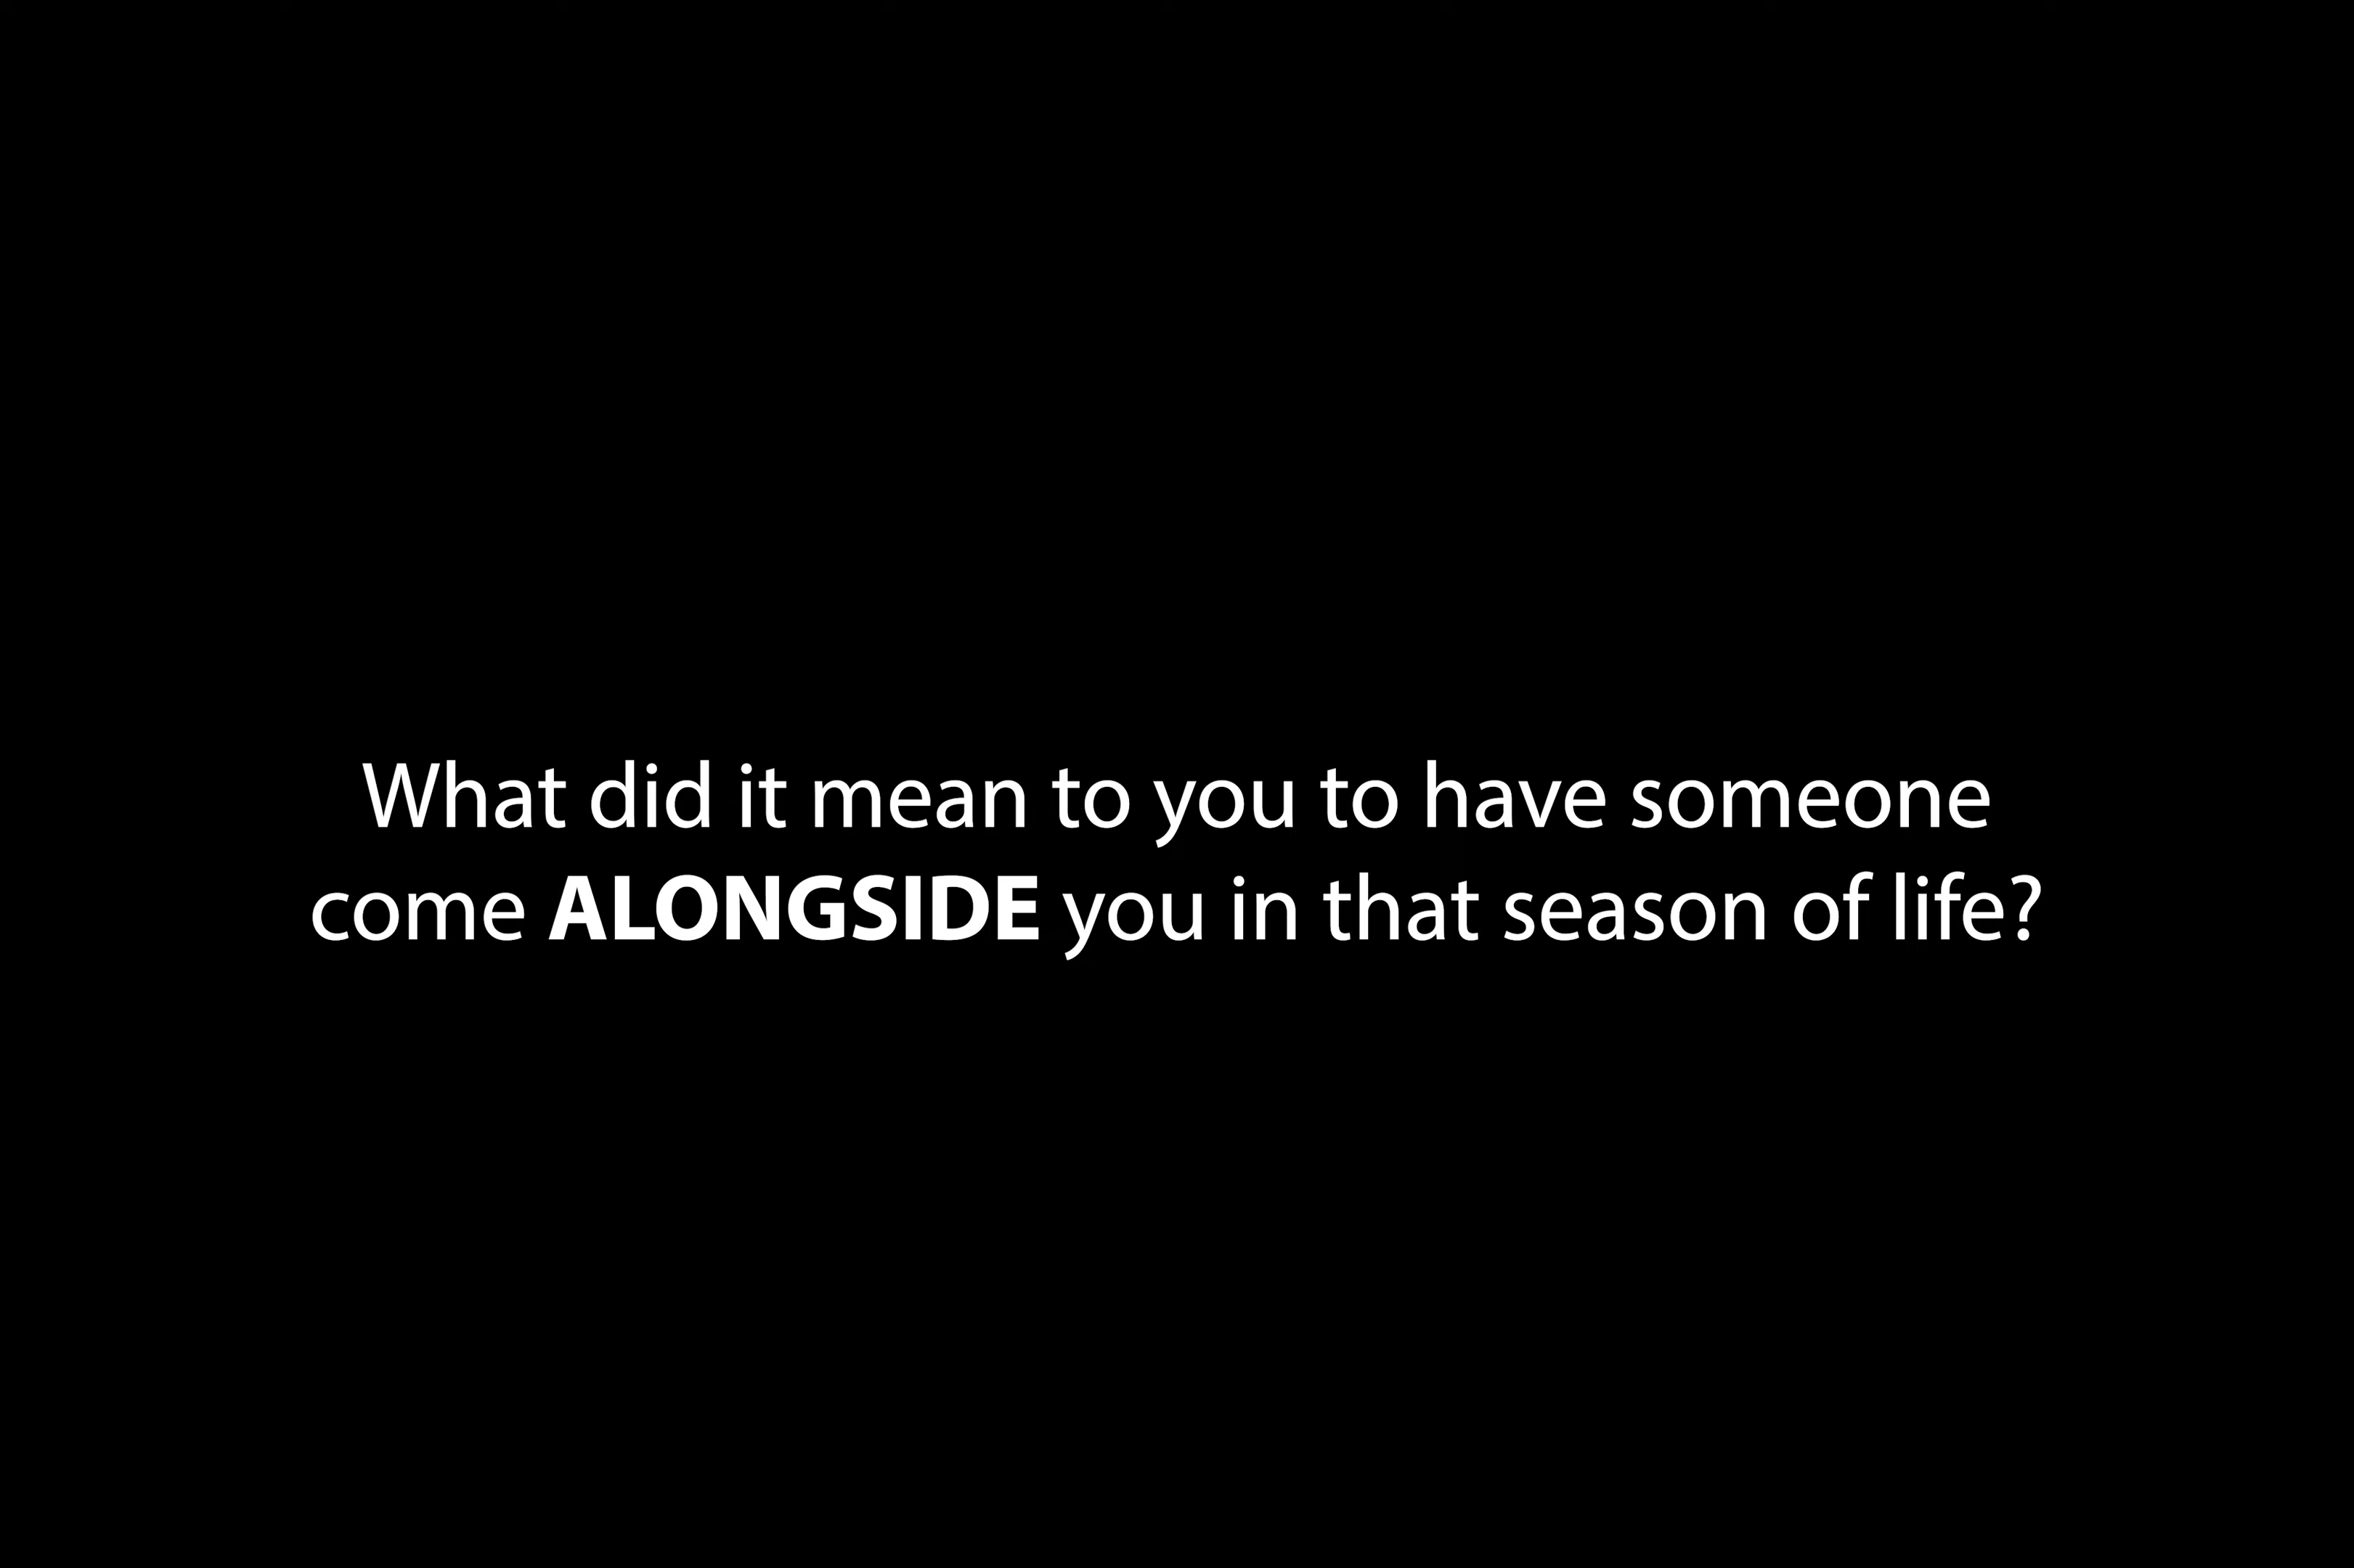 What did it mean to you to have someone
come ALONGSIDE you in that season of life?